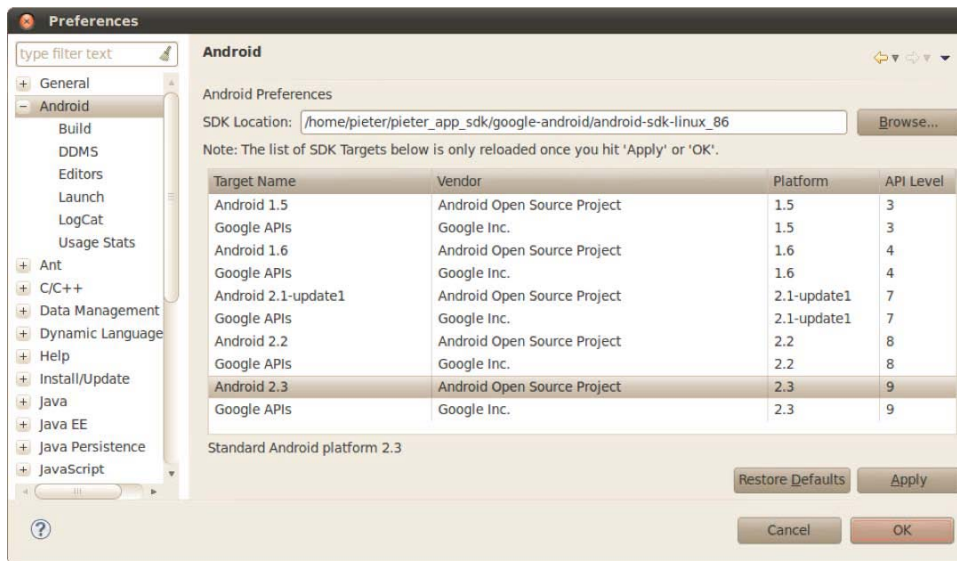 Preferences
type filter text
General
Android
Build
DDMS
Editors
Launch
LogCat
Usage Stats
Ant
C/C++
Data Management
Dynamic Language
Help
Install/Update
Java
Java EE
Java Persistence
JavaScript
Android
Android Preferences
SDK Location: /home/pieter/pieter_app_sdk/google-android/android-sdk-linux_86 Browse...
Note: The list of SDK Targets below is only reloaded once you hit 'Apply' or 'OK'.
Target Name Vendor Platform API Level
Android 1.5 Android Open Source Project 1.5 3
Google APIs Google Inc. 1.5 3
Android 1.6 Android Open Source Project 1.6 4
Google APIs Google Inc. 1.6 4
Android 2.1-update1 Android Open Source Project 2.1-update1 7
Google APIs Google Inc. 2.1-update1 7
Android 2.2 Android Open Source Project 2.2 8
Google APIs Google Inc. 2.2 8
Android 2.3 Android Open Source Project 2.3 9
Google APIs Google Inc. 2.3 9
Standard Android platform 2.3
Restore Defaults Apply
? Cancel OK